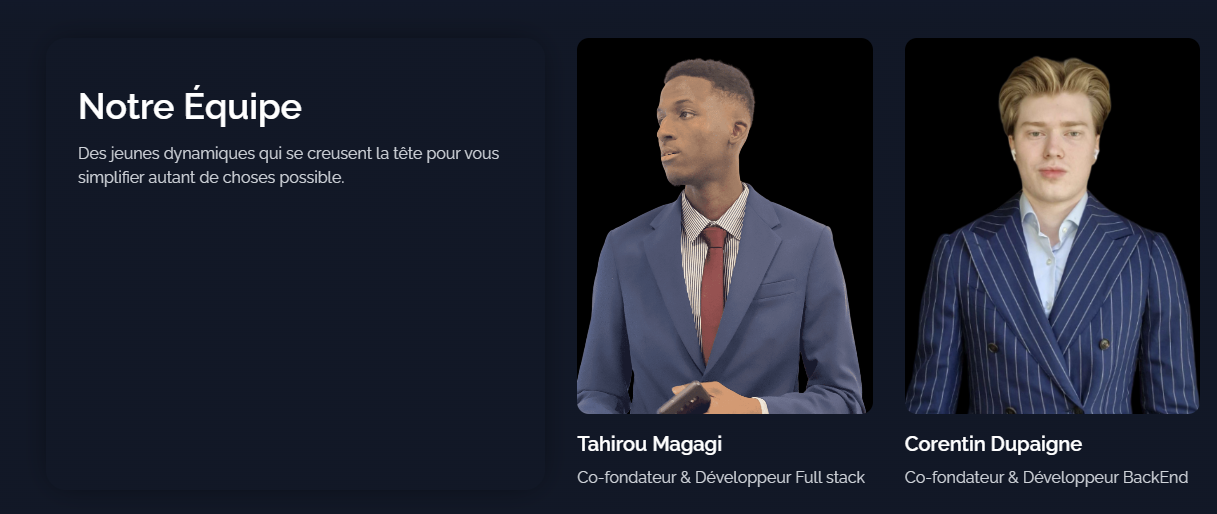 Notre Équipe
Des jeunes dynamiques qui se creusent la tête pour vous
simplifier autant de choses possible.
Tahirou Magagi
Co-fondateur & Développeur Full stack
Corentin Dupaigne
Co-fondateur & Développeur BackEnd